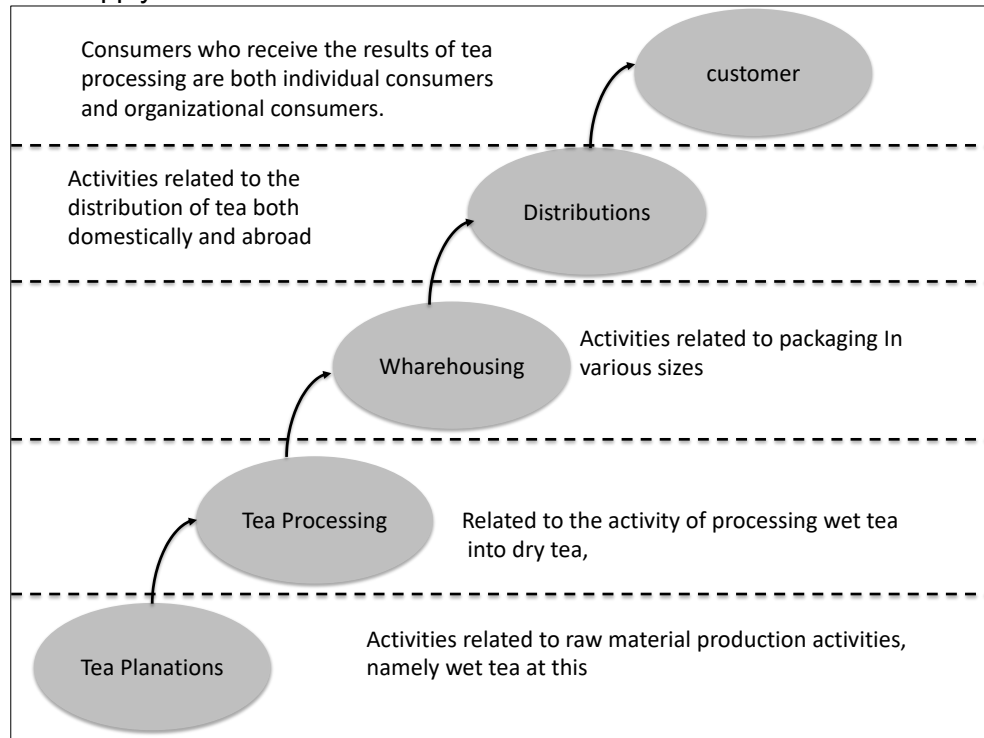 Consumers who receive the results of tea
processing are both individual consumers
and organizational consumers.
customer
Activities related to the
distribution of tea both
domestically and abroad
Distributions
Wharehousing
Activities related to packaging In
various sizes
Tea Processing
Related to the activity of processing wet tea
into dry tea,
Tea Planations
Activities related to raw material production activities,
namely wet tea at this